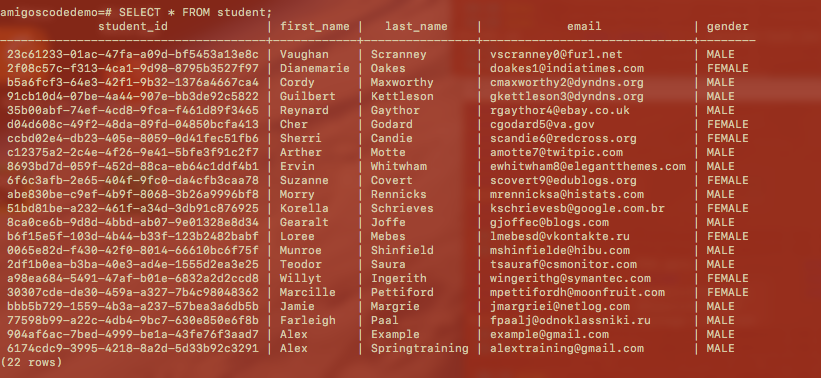 amigoscodedemo=# SELECT * FROM student;
student_id | first_name | last_name | email | gender
23c61233-01ac-47fa-a09d-bf5453a13e8c | Vaughan | Scranney | vscranney0@furl.net | MALE
2f08c57c-f313-4ca1-9d98-8795b3527f97 | Dianemarie | Oakes | doakes1@indiatimes.com | FEMALE
b5a6fcf3-64e3-42f1-9b32-1376a4667ca4 | Cordy | Maxworthy | cmaxworthy2@dyndns.org | MALE
91cb10d4-07be-4a44-907e-bb3de92c5822 | Guilbert | Kettleson | gkettleson3@dyndns.org | MALE
35b00abf-74ef-4cd8-9fca-f461d89f3465 | Reynard | Gaythor | rgaythor4@ebay.co.uk | MALE
d04d608c-49f2-48da-89fd-04850bcfa413 | Cher | Godard | cgodard5@va.gov | FEMALE
ccbd02e4-db23-405e-8059-0d41fec51fb6 | Sherri | Candie | scandie6@redcross.org | FEMALE
c12375a2-2c4e-4f26-9e41-5bfe3f91c2f7 | Arther | Motte | amotte7@twitpic.com | MALE
8693bd7d-059f-4526-88ca-eb64c1ddf4b1 | Ervin | Whitwham | ewhitwham8@elegantthemes.com | MALE
6f6c3afb-2e65-404f-9fc0-da4cfb3caa78 | Suzanne | Covert | scovert9@edublogs.org | FEMALE
abe830be-c9ef-4b9f-8068-3b26a9996bf8 | Morry | Rennicks | mrennicksa@histats.com | MALE
51bd81be-a232-461f-a34d-3db91c876925 | Korella | Schrieves | kschrievesb@google.com.br | FEMALE
8ca0ce6b-9d8d-4bbd-ab07-9e01328e8d34 | Gearalt | Joffe | gjoffec@blogs.com | MALE
b6f15e5f-103d-4b44-b33f-123b2482babf | Loree | Mebes | lmebesd@vkontakte.ru | FEMALE
0065e82d-f430-42f0-8014-66610bc6f75f | Munroe | Shinfield | mshinfielde@hibu.com | MALE
2df1b0ea-b3ba-40e3-ad4e-1555d2ea3e25 | Teodor | Saura | tsauraf@csmonitor.com | MALE
a98ea684-5491-47af-b01e-6832a2d2ccd8 | Willyt | Ingerith | wingerithg@symantec.com | FEMALE
30307cde-de30-459a-a327-7b4c98048362 | Marcille | Pettiford | mpettifordh@moonfruit.com | FEMALE
bbb5b729-1559-4b3a-a237-57bea3a6db5b | Jamie | Margrie | jmargriei@netlog.com | MALE
77598b99-a22c-4db4-9bc7-630e850e6f8b | Farleigh | Paal | fpaalj@odnoklassniki.ru | MALE
904af6ac-7bed-4999-be1a-43fe76f3aad7 | Alex | Example | example@gmail.com | MALE
6174cdc9-3995-4218-8a2d-5d33b92c3291 | Alex | Springtraining | alextraining@gmail.com | MALE
(22 rows)